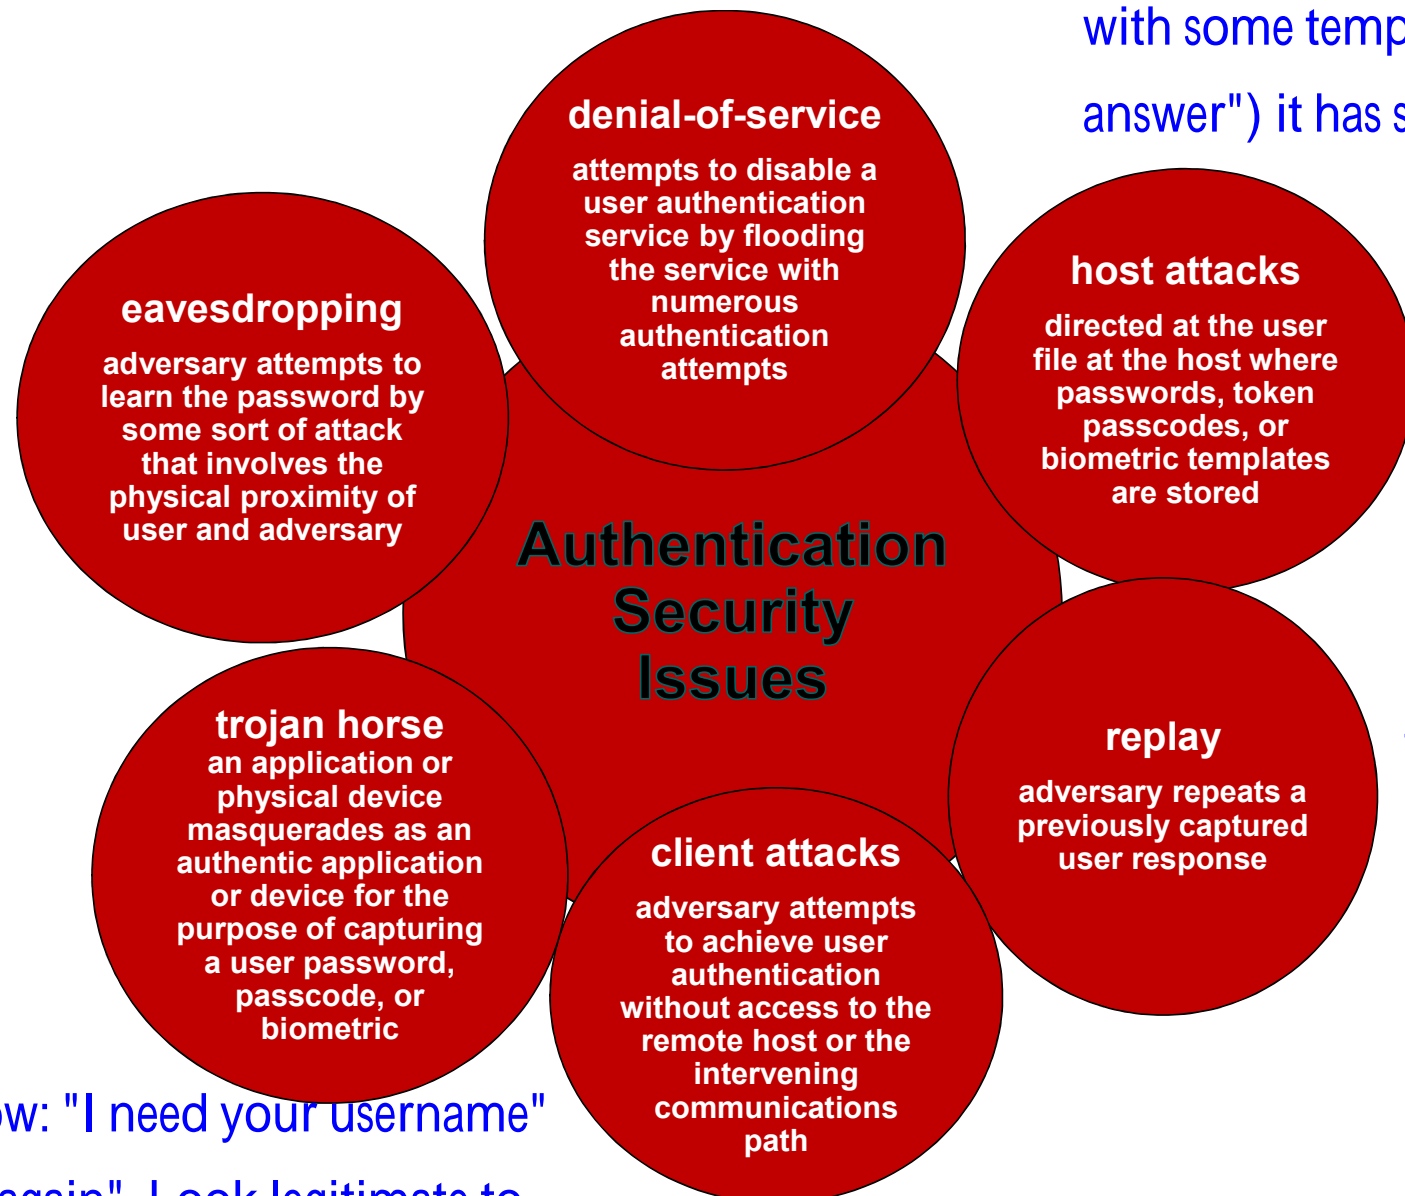 with some temp
answer") it has s
denial-of-service
attempts to disable a
user authentication
service by flooding
the service with
numerous
authentication
attempts
host attacks
directed at the user
file at the host where
passwords, token
passcodes, or
biometric templates
are stored
eavesdropping
adversary attempts to
learn the password by
some sort of attack
that involves the
physical proximity of
user and adversary
Authentication
Security
Issues
trojan horse
an application or
physical device
masquerades as an
authentic application
or device for the
purpose of capturing
a user password,
passcode, or
biometric
replay
adversary repeats a
previously captured
user response
client attacks
adversary attempts
to achieve user
authentication
without access to the
remote host or the
intervening
communications
path
ow: "I need your username"
again". Look legitimate to